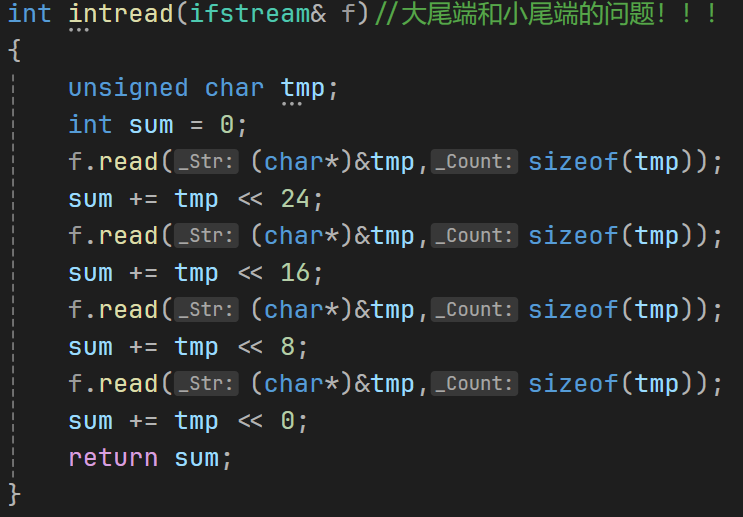 int intread(ifstream& f)//大尾端和小尾端的问题！！！
{
unsigned char tmp;
int sum = 0;
f.read(_Str: (char*)&tmp,_Count: sizeof(tmp));
sum += tmp << 24;
f.read(_Str: (char*)&tmp,_Count: sizeof(tmp));
sum += tmp << 16;
f.read(_Str: (char*)&tmp,_Count: sizeof(tmp));
sum += tmp << 8;
f.read(_Str: (char*)&tmp,_Count: sizeof(tmp));
sum += tmp << 0;
return sum;
}